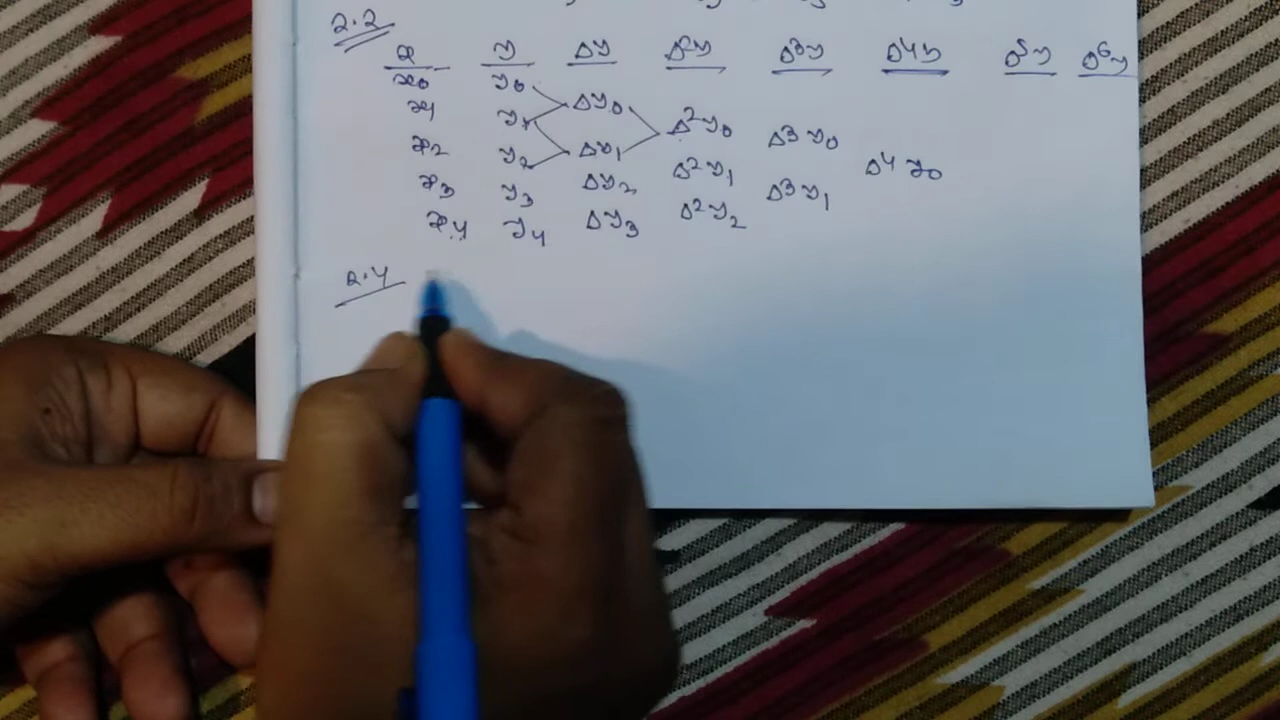 2.2
x y Δy Δ²y Δ³y Δ⁴y Δ⁵y Δ⁶y
x₀ y₀ Δy₀
x₁ y₁ Δ²y₀ Δ³y₀
x₂ y₂ Δy₁ Δ²y₁ Δ⁴y₀
x₃ y₃ Δy₂ Δ³y₁
x₄ y₄ Δy₃ Δ²y₂
2.4